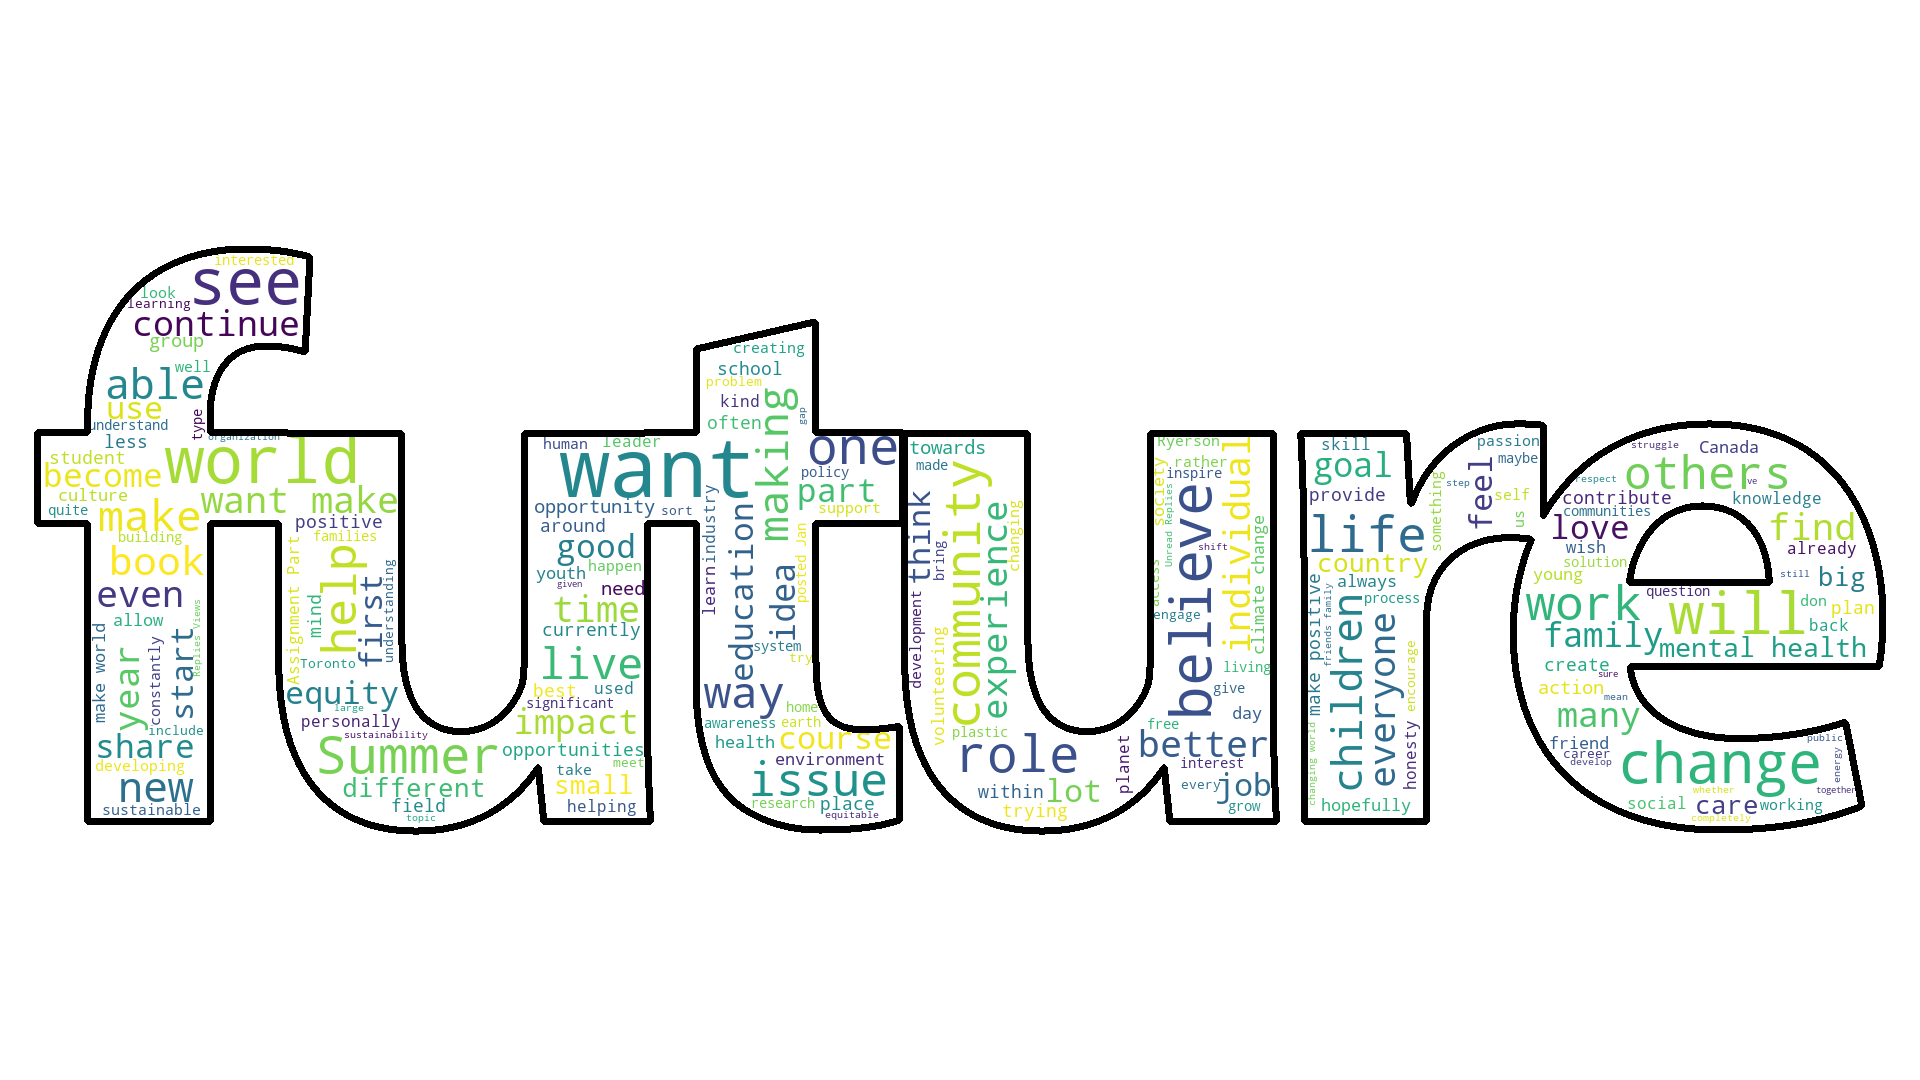 future
interested
see
look
learning
continue
group
well
able
use
type
understand
organization
less
student
world
become
culture
want make
quite
make
positive
building
families
book
even
allow
Replies Views
make world
year
constantly
start
include
share
developing
new
sustainable
Assignment Part
help
mind
first
understanding
Toronto
equity
large
personally
sustainability
Summer
different
field
topic
human
leader
want
opportunity
sort
around
good
youth
happen
given
need
time
currently
live
best
used
significant
impact
opportunities
meet
take
small
helping
creating
school
problem
kind
often
gap
making
one
policy
part
support
industry
learn
education
posted Jan
idea
system
try
way
home
awareness
earth
health
course
environment
issue
research
place
equitable
towards
made
think
bring
community
experience
changing
development
volunteering
plastic
role
planet
within
lot
trying
Ryerson
rather
society
inspire
Unread Replies
individual
believe
shift
climate change
access
engage
living
give
day
free
better
interest
every
job
grow
skill
goal
provide
life
something
country
always
process
make positive
friends family
children
everyone
encourage
honesty
changing world
hopefully
passion
maybe
feel
step
self
us
struggle
Canada
others
respect
ve
contribute
knowledge
communities
love
find
wish
already
solution
young
still
big
question
work
will
don
plan
family
back
mental health
create
sure
action
mean
many
friend
public
career
develop
change
energy
together
whether
social
care
working
completely